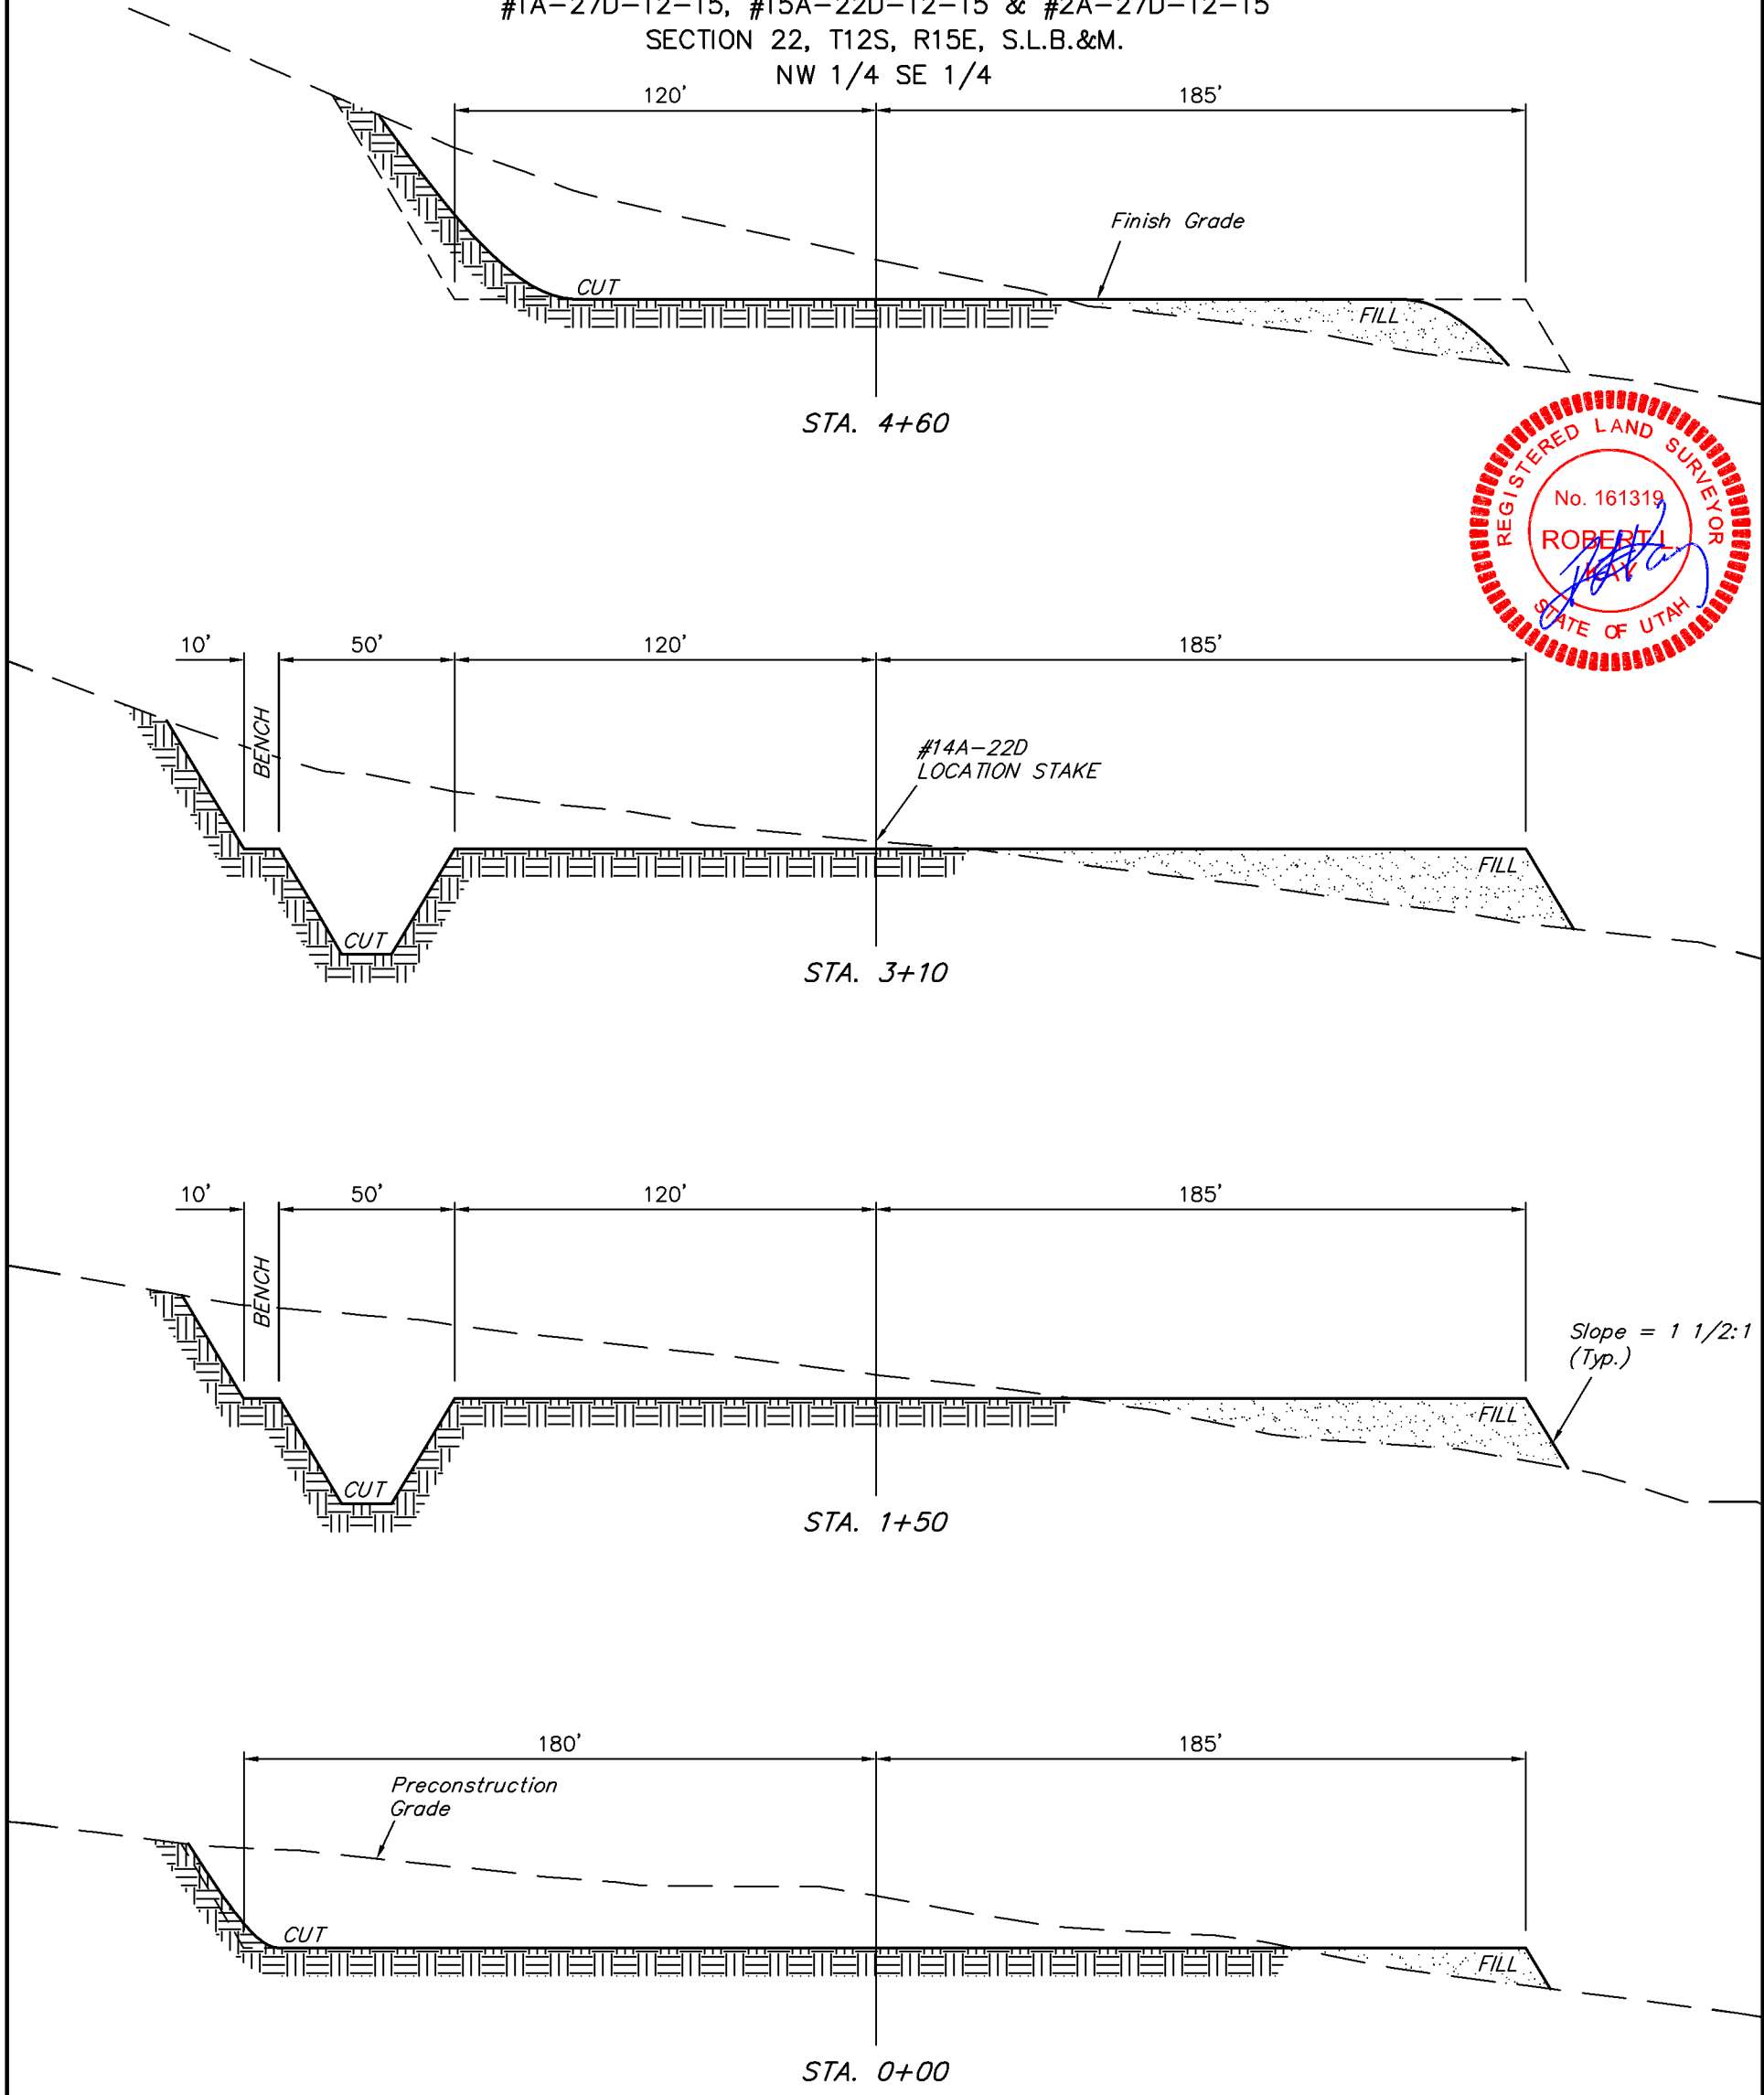 #1A-27D-12-15, #15A-22D-12-15 & #2A-27D-12-15
SECTION 22, T12S, R15E, S.L.B.&M.
NW 1/4 SE 1/4
120' 185'
Finish Grade
CUT
FILL
STA. 4+60
REGISTERED LAND SURVEYOR
No. 161319
ROBERT L.
KAY
STATE OF UTAH
10' 50' 120' 185'
BENCH
#14A-22D
LOCATION STAKE
FILL
CUT
STA. 3+10
10' 50' 120' 185'
BENCH
Slope = 1 1/2:1
(Typ.)
FILL
CUT
STA. 1+50
180' 185'
Preconstruction
Grade
CUT
FILL
STA. 0+00